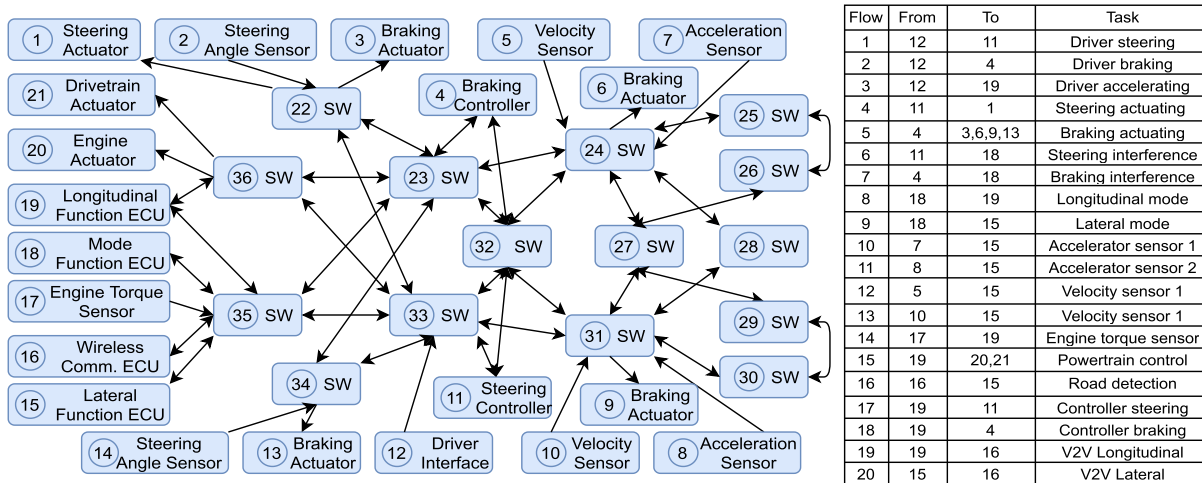 1 Steering Actuator
2 Steering Angle Sensor
3 Braking Actuator
5 Velocity Sensor
7 Acceleration Sensor
21 Drivetrain Actuator
22 SW
4 Braking Controller
6 Braking Actuator
25 SW
20 Engine Actuator
36 SW
23 SW
24 SW
26 SW
19 Longitudinal Function ECU
18 Mode Function ECU
32 SW
27 SW
28 SW
17 Engine Torque Sensor
35 SW
33 SW
31 SW
29 SW
16 Wireless Comm. ECU
34 SW
30 SW
15 Lateral Function ECU
11 Steering Controller
9 Braking Actuator
14 Steering Angle Sensor
13 Braking Actuator
12 Driver Interface
10 Velocity Sensor
8 Acceleration Sensor
Flow From To Task
1 12 11 Driver steering
2 12 4 Driver braking
3 12 19 Driver accelerating
4 11 1 Steering actuating
5 4 3,6,9,13 Braking actuating
6 11 18 Steering interference
7 4 18 Braking interference
8 18 19 Longitudinal mode
9 18 15 Lateral mode
10 7 15 Accelerator sensor 1
11 8 15 Accelerator sensor 2
12 5 15 Velocity sensor 1
13 10 15 Velocity sensor 1
14 17 19 Engine torque sensor
15 19 20,21 Powertrain control
16 16 15 Road detection
17 19 11 Controller steering
18 19 4 Controller braking
19 19 16 V2V Longitudinal
20 15 16 V2V Lateral